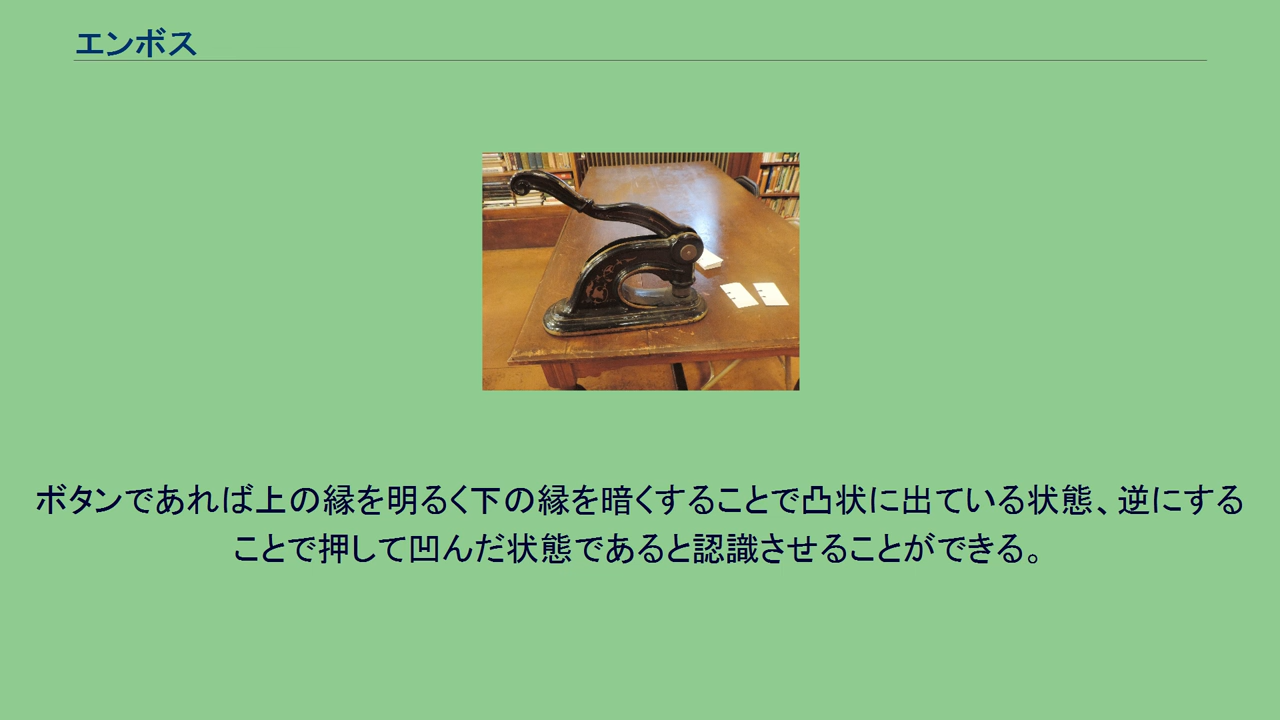 エンボス
ボタンであれば上の縁を明るく下の縁を暗くすることで凸状に出ている状態、逆にする
ことで押して凹んだ状態であると認識させることができる。